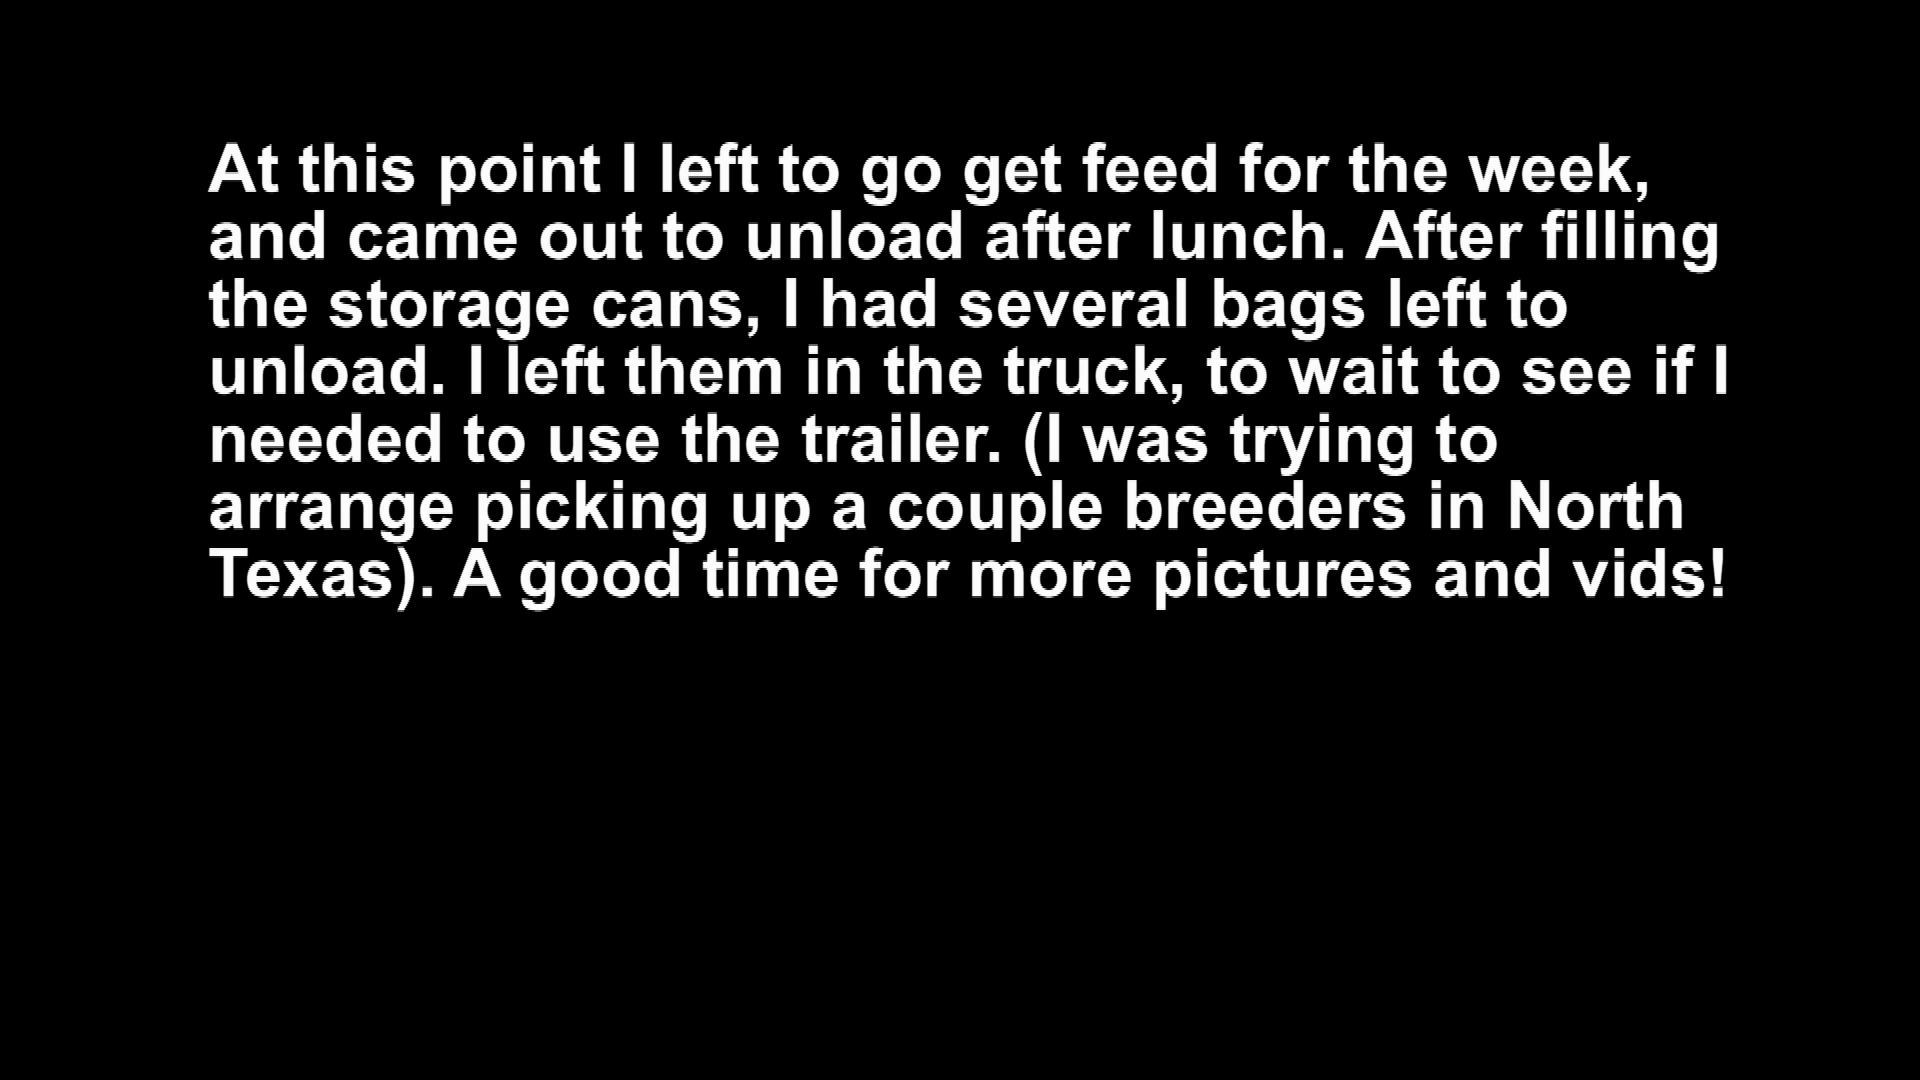 At this point I left to go get feed for the week,
and came out to unload after lunch. After filling
the storage cans, I had several bags left to
unload. I left them in the truck, to wait to see if I
needed to use the trailer. (I was trying to
arrange picking up a couple breeders in North
Texas). A good time for more pictures and vids!